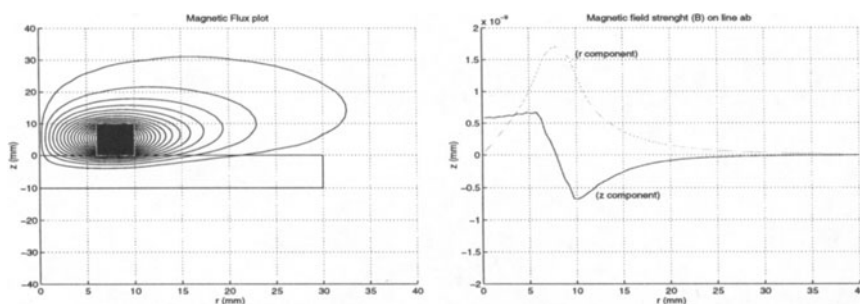 Magnetic Flux plot
40
30
20
10
0
−10
−20
−30
−40
0 5 10 15 20 25 30 35 40
z (mm)
r (mm)
Magnetic field strenght (B) on line ab
x 10⁻⁹
2
1.5
1
0.5
0
−0.5
−1
−1.5
−2
0 5 10 15 20 25 30 35 40
z (mm)
r (mm)
(r component)
(z component)